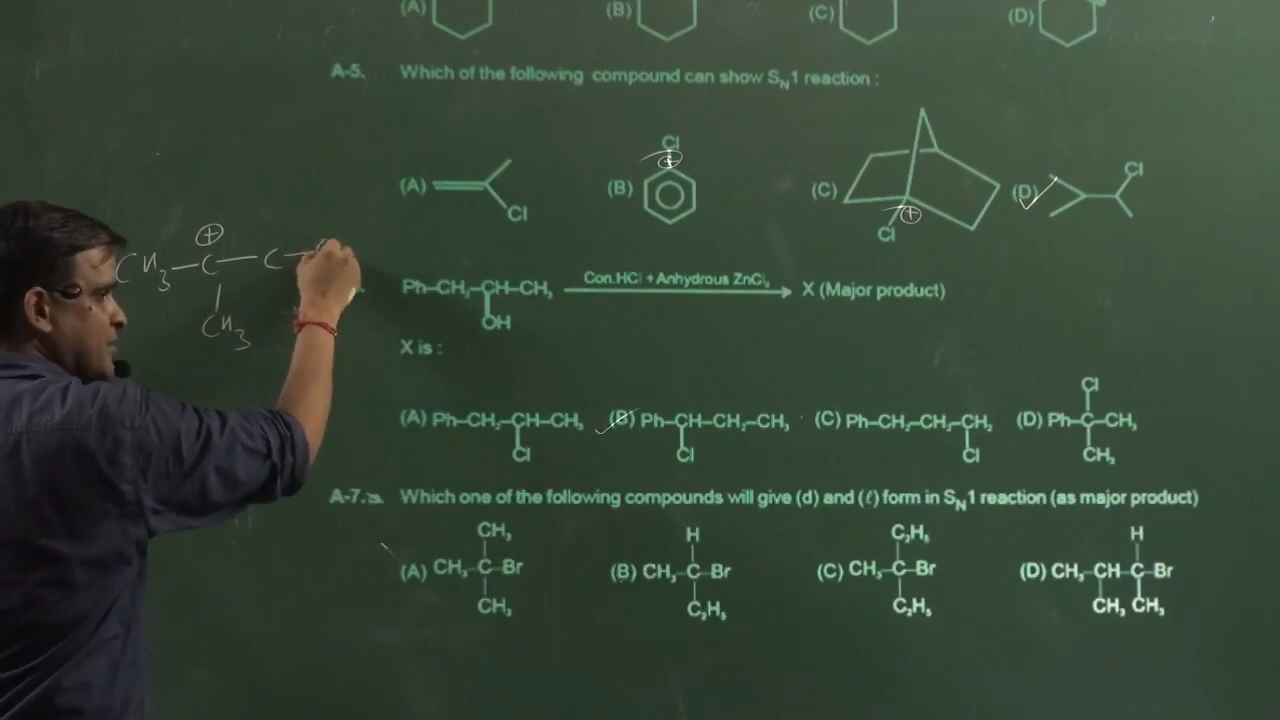 (A) (B) (C) (D)
A-5. Which of the following compound can show S_N1 reaction :
(A) Cl (B) Cl ⊕ (C) Cl ⊕ (D) Cl
⊕
CH₃—C—C—
CH₃
Ph–CH₂–CH–CH₃ Con.HCl + Anhydrous ZnCl₂ X (Major product)
OH
X is :
(A) Ph–CH₂–CH–CH₃ (B) Ph–CH–CH₂–CH₃ (C) Ph–CH₂–CH₂–CH₂ (D) Ph–C–CH₃
Cl Cl Cl Cl CH₃
A-7. Which one of the following compounds will give (d) and (ℓ) form in S_N1 reaction (as major product)
CH₃ H C₂H₅ H
(A) CH₃–C–Br (B) CH₃–C–Br (C) CH₃–C–Br (D) CH₃–CH–C–Br
CH₃ C₂H₅ C₂H₅ CH₃ CH₃